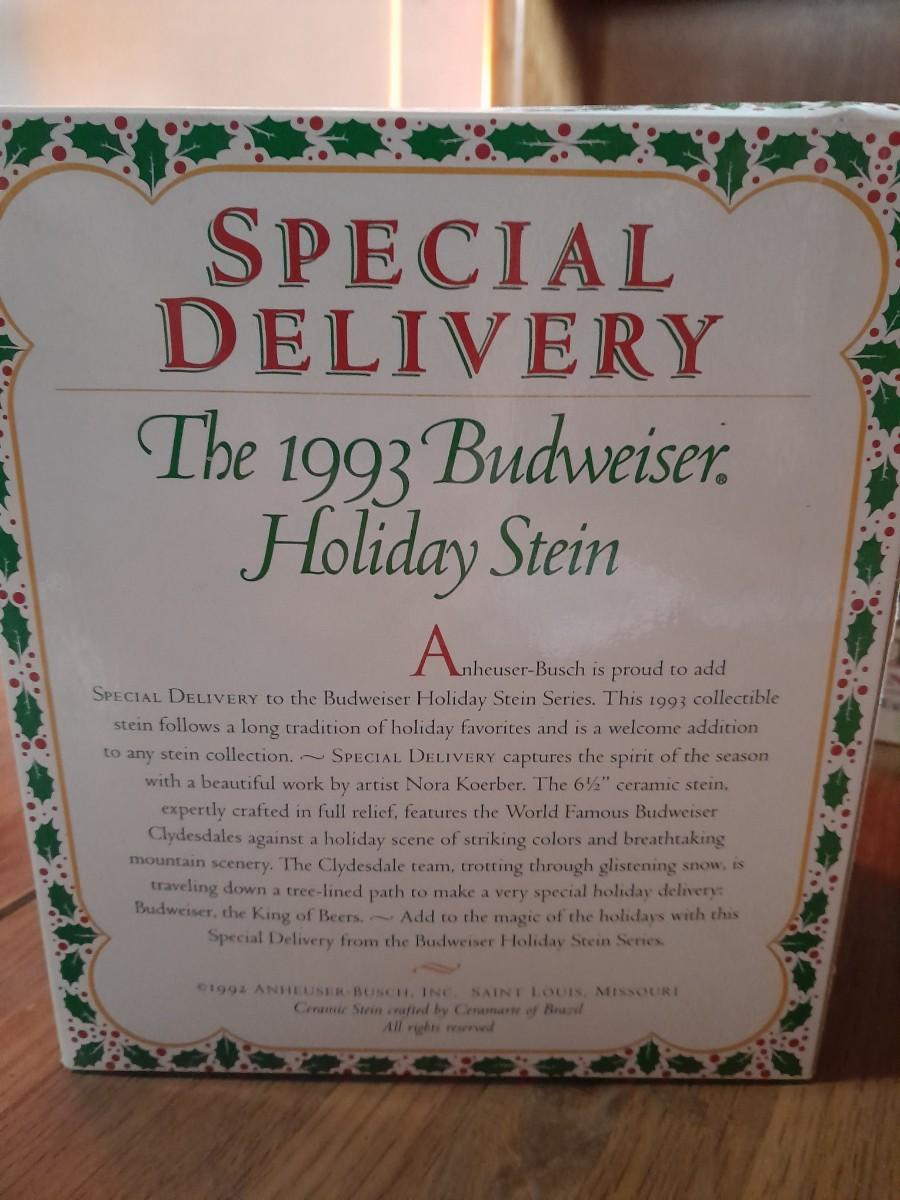 SPECIAL
DELIVERY
The 1993 Budweiser®
Holiday Stein
Anheuser-Busch is proud to add
SPECIAL DELIVERY to the Budweiser Holiday Stein Series. This 1993 collectible
stein follows a long tradition of holiday favorites and is a welcome addition
to any stein collection. ~ SPECIAL DELIVERY captures the spirit of the season
with a beautiful work by artist Nora Koerber. The 6½" ceramic stein,
expertly crafted in full relief, features the World Famous Budweiser
Clydesdales against a holiday scene of striking colors and breathtaking
mountain scenery. The Clydesdale team, trotting through glistening snow, is
traveling down a tree-lined path to make a very special holiday delivery:
Budweiser, the King of Beers. ~ Add to the magic of the holidays with this
Special Delivery from the Budweiser Holiday Stein Series.
©1992 ANHEUSER-BUSCH, INC. SAINT LOUIS, MISSOURI
Ceramic Stein crafted by Ceramarte of Brazil
All rights reserved